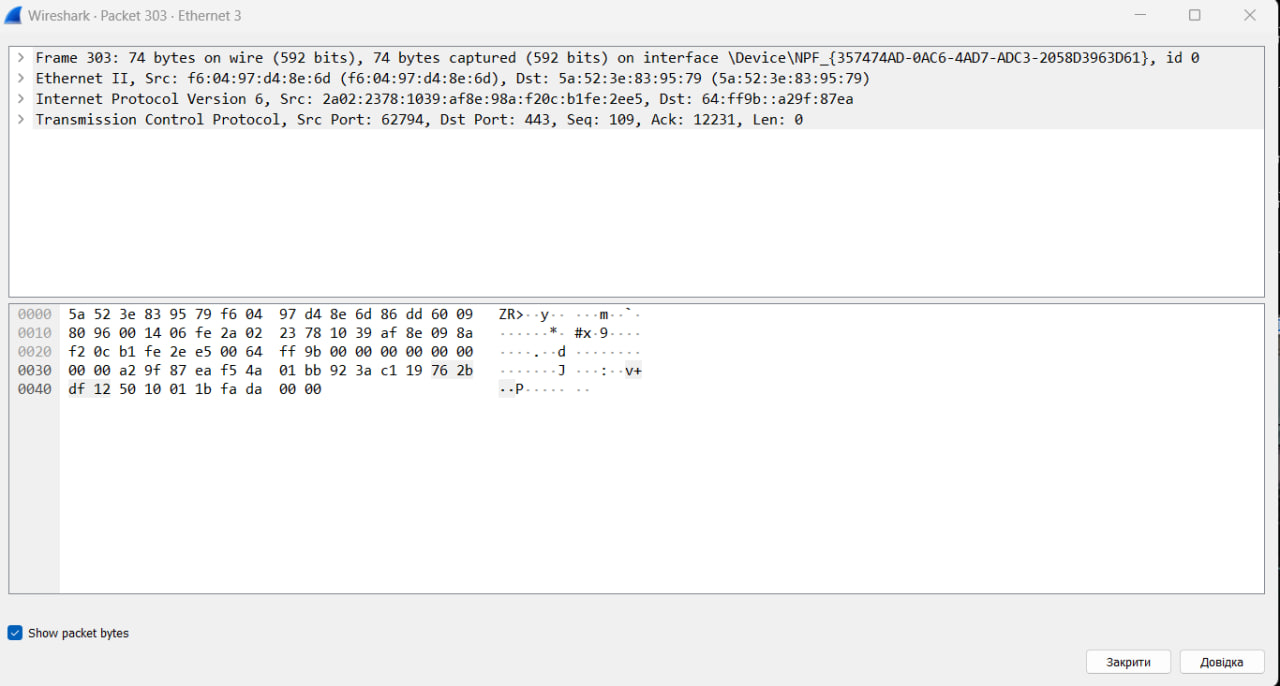 Wireshark · Packet 303 · Ethernet 3
Frame 303: 74 bytes on wire (592 bits), 74 bytes captured (592 bits) on interface \Device\NPF_{357474AD-0AC6-4AD7-ADC3-2058D3963D61}, id 0
Ethernet II, Src: f6:04:97:d4:8e:6d (f6:04:97:d4:8e:6d), Dst: 5a:52:3e:83:95:79 (5a:52:3e:83:95:79)
Internet Protocol Version 6, Src: 2a02:2378:1039:af8e:98a:f20c:b1fe:2ee5, Dst: 64:ff9b::a29f:87ea
Transmission Control Protocol, Src Port: 62794, Dst Port: 443, Seq: 109, Ack: 12231, Len: 0
0000 5a 52 3e 83 95 79 f6 04 97 d4 8e 6d 86 dd 60 09 ZR>··y·· ···m··`·
0010 80 96 00 14 06 fe 2a 02 23 78 10 39 af 8e 09 8a ······*· #x·9····
0020 f2 0c b1 fe 2e e5 00 64 ff 9b 00 00 00 00 00 00 ····.··d ········
0030 00 00 a2 9f 87 ea f5 4a 01 bb 92 3a c1 19 76 2b ·······J ···:··v+
0040 df 12 50 10 01 1b fa da 00 00 ··P····· ··
Show packet bytes
Закрити
Довідка